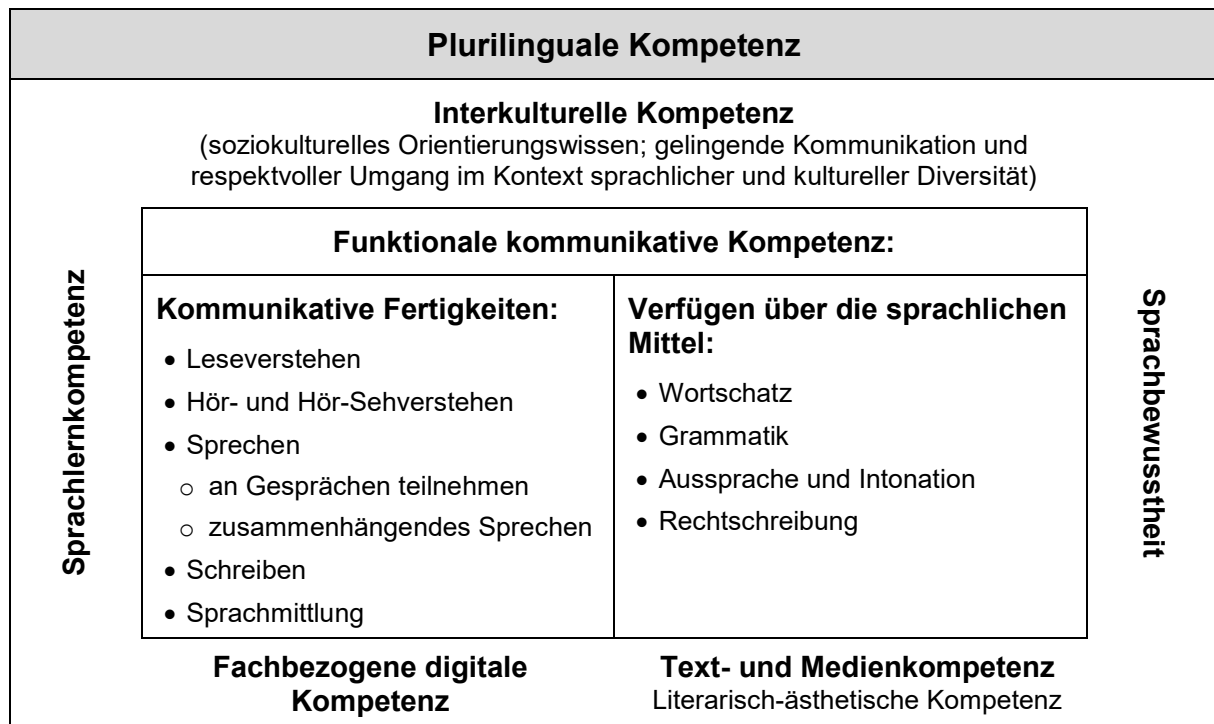 Plurilinguale Kompetenz
Interkulturelle Kompetenz
(soziokulturelles Orientierungswissen; gelingende Kommunikation und
respektvoller Umgang im Kontext sprachlicher und kultureller Diversität)
Sprachlernkompetenz
Funktionale kommunikative Kompetenz:
Kommunikative Fertigkeiten:
• Leseverstehen
• Hör- und Hör-Sehverstehen
• Sprechen
o an Gesprächen teilnehmen
o zusammenhängendes Sprechen
• Schreiben
• Sprachmittlung
Verfügen über die sprachlichen
Mittel:
• Wortschatz
• Grammatik
• Aussprache und Intonation
• Rechtschreibung
Sprachbewusstheit
Fachbezogene digitale
Kompetenz
Text- und Medienkompetenz
Literarisch-ästhetische Kompetenz